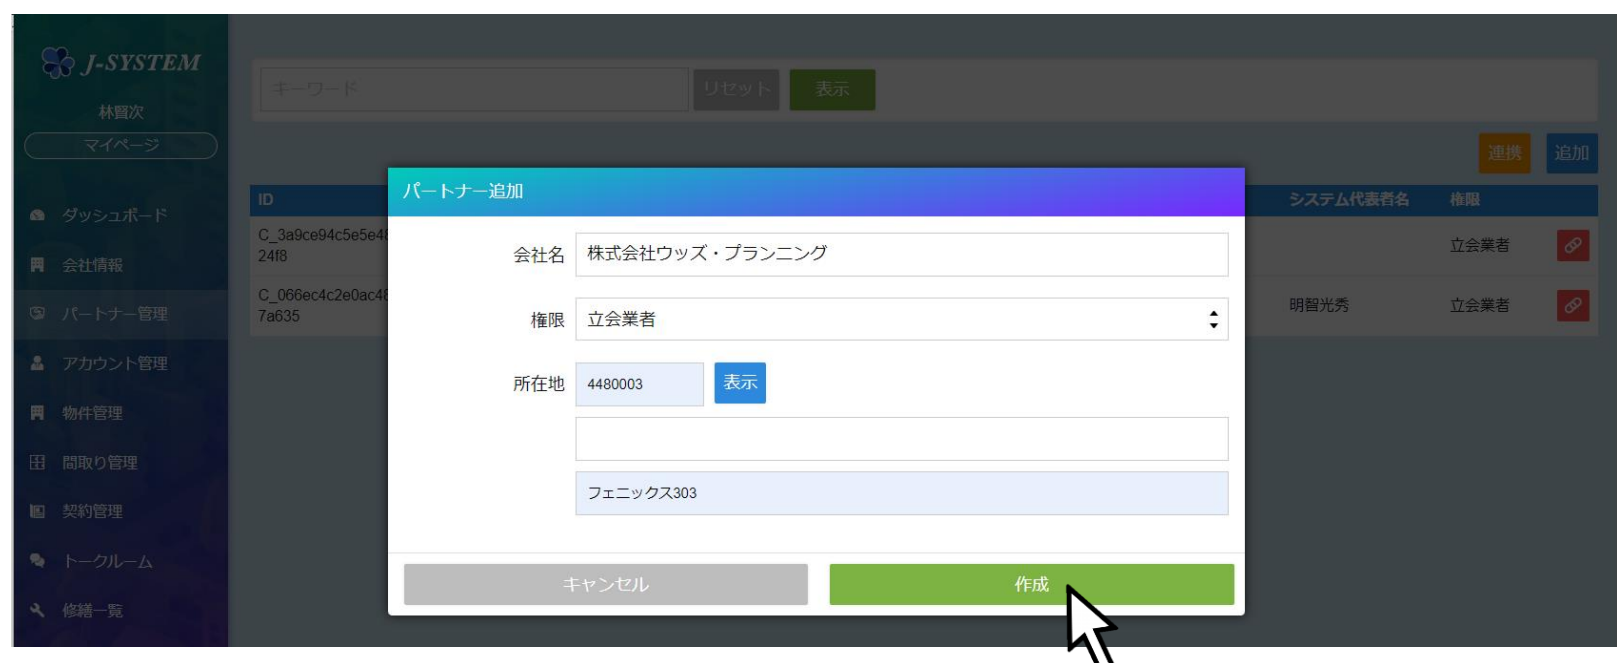 J-SYSTEM
林賢次
マイページ
ダッシュボード
会社情報
パートナー管理
アカウント管理
物件管理
間取り管理
契約管理
トークルーム
修繕一覧
キーワード
リセット
表示
連携
追加
ID
システム代表者名
権限
C_3a9ce94c5e5e48
24f8
立会業者
C_066ec4c2e0ac48
7a635
明智光秀
立会業者
パートナー追加
会社名
株式会社ウッズ・プランニング
権限
立会業者
所在地
4480003
表示
フェニックス303
キャンセル
作成